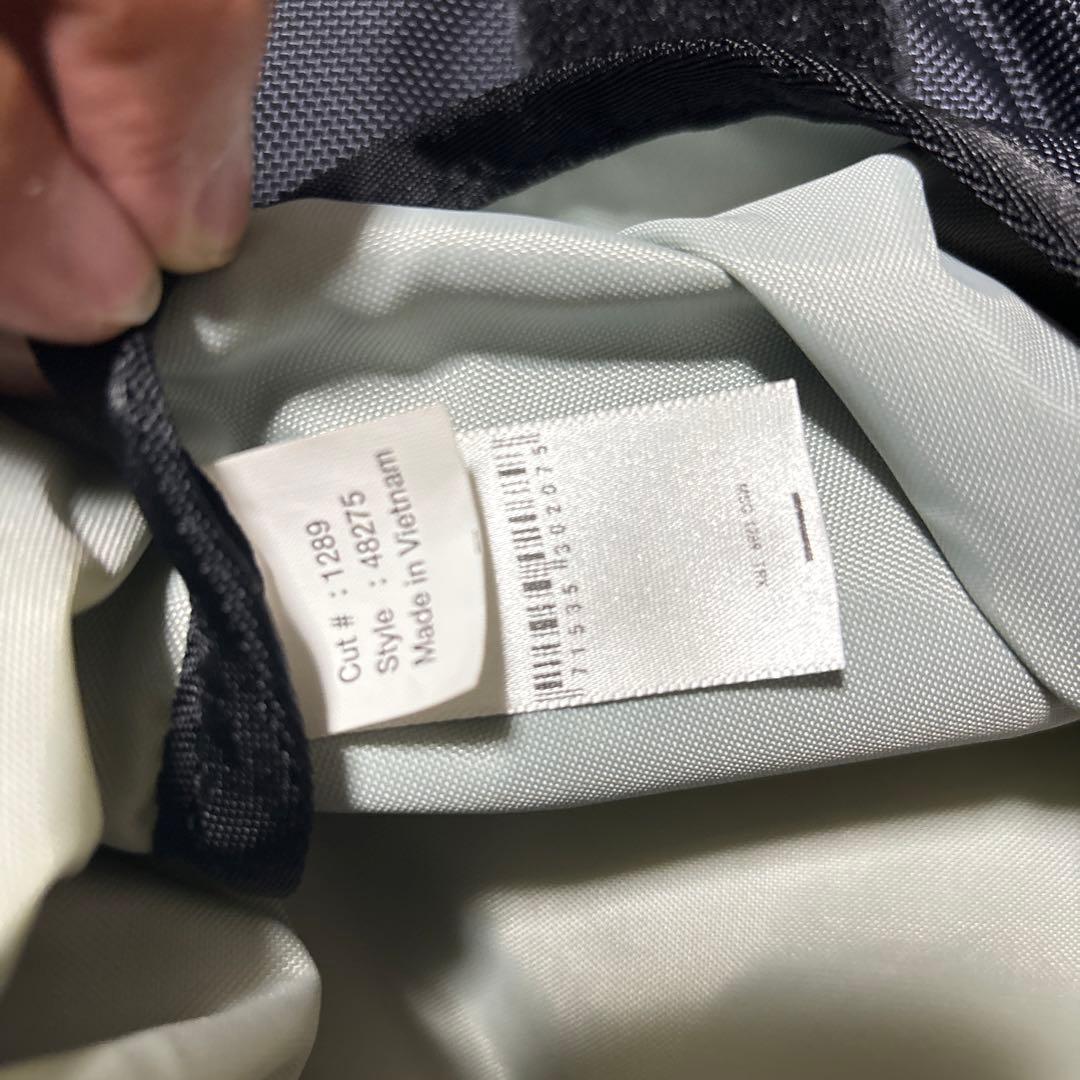 Cut # : 1289
Style : 48275
Made in Vietnam
71535 302075